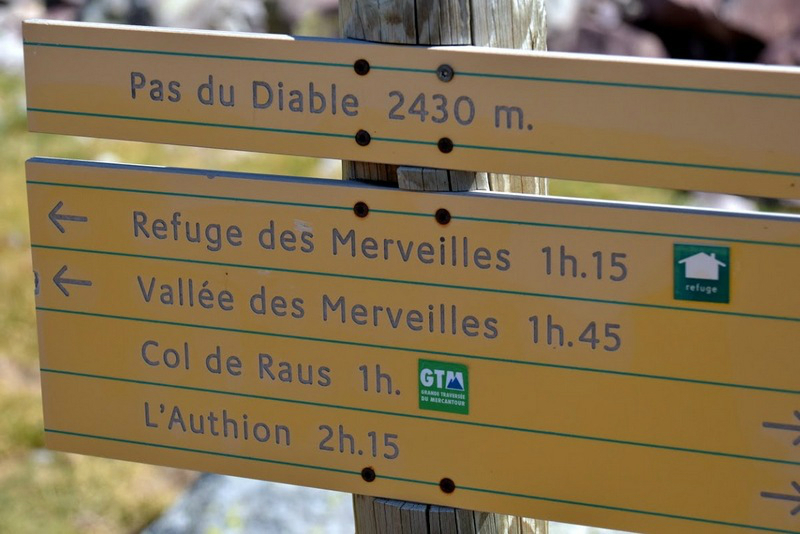 Pas du Diable 2430 m.
← Refuge des Merveilles 1h.15
refuge
← Vallée des Merveilles 1h.45
Col de Raus 1h. →
GTM
GRANDE TRAVERSÉE
DU MERCANTOUR
L'Authion 2h.15 →